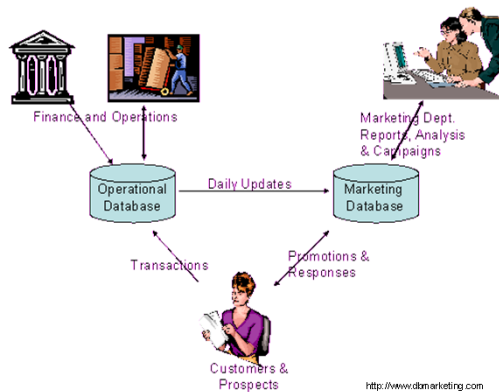 Finance and Operations
Marketing Dept.
Reports, Analysis
& Campaigns
Operational
Database
Daily Updates
Marketing
Database
Transactions
Promotions &
Responses
Customers &
Prospects
http://www.dbmarketing.com